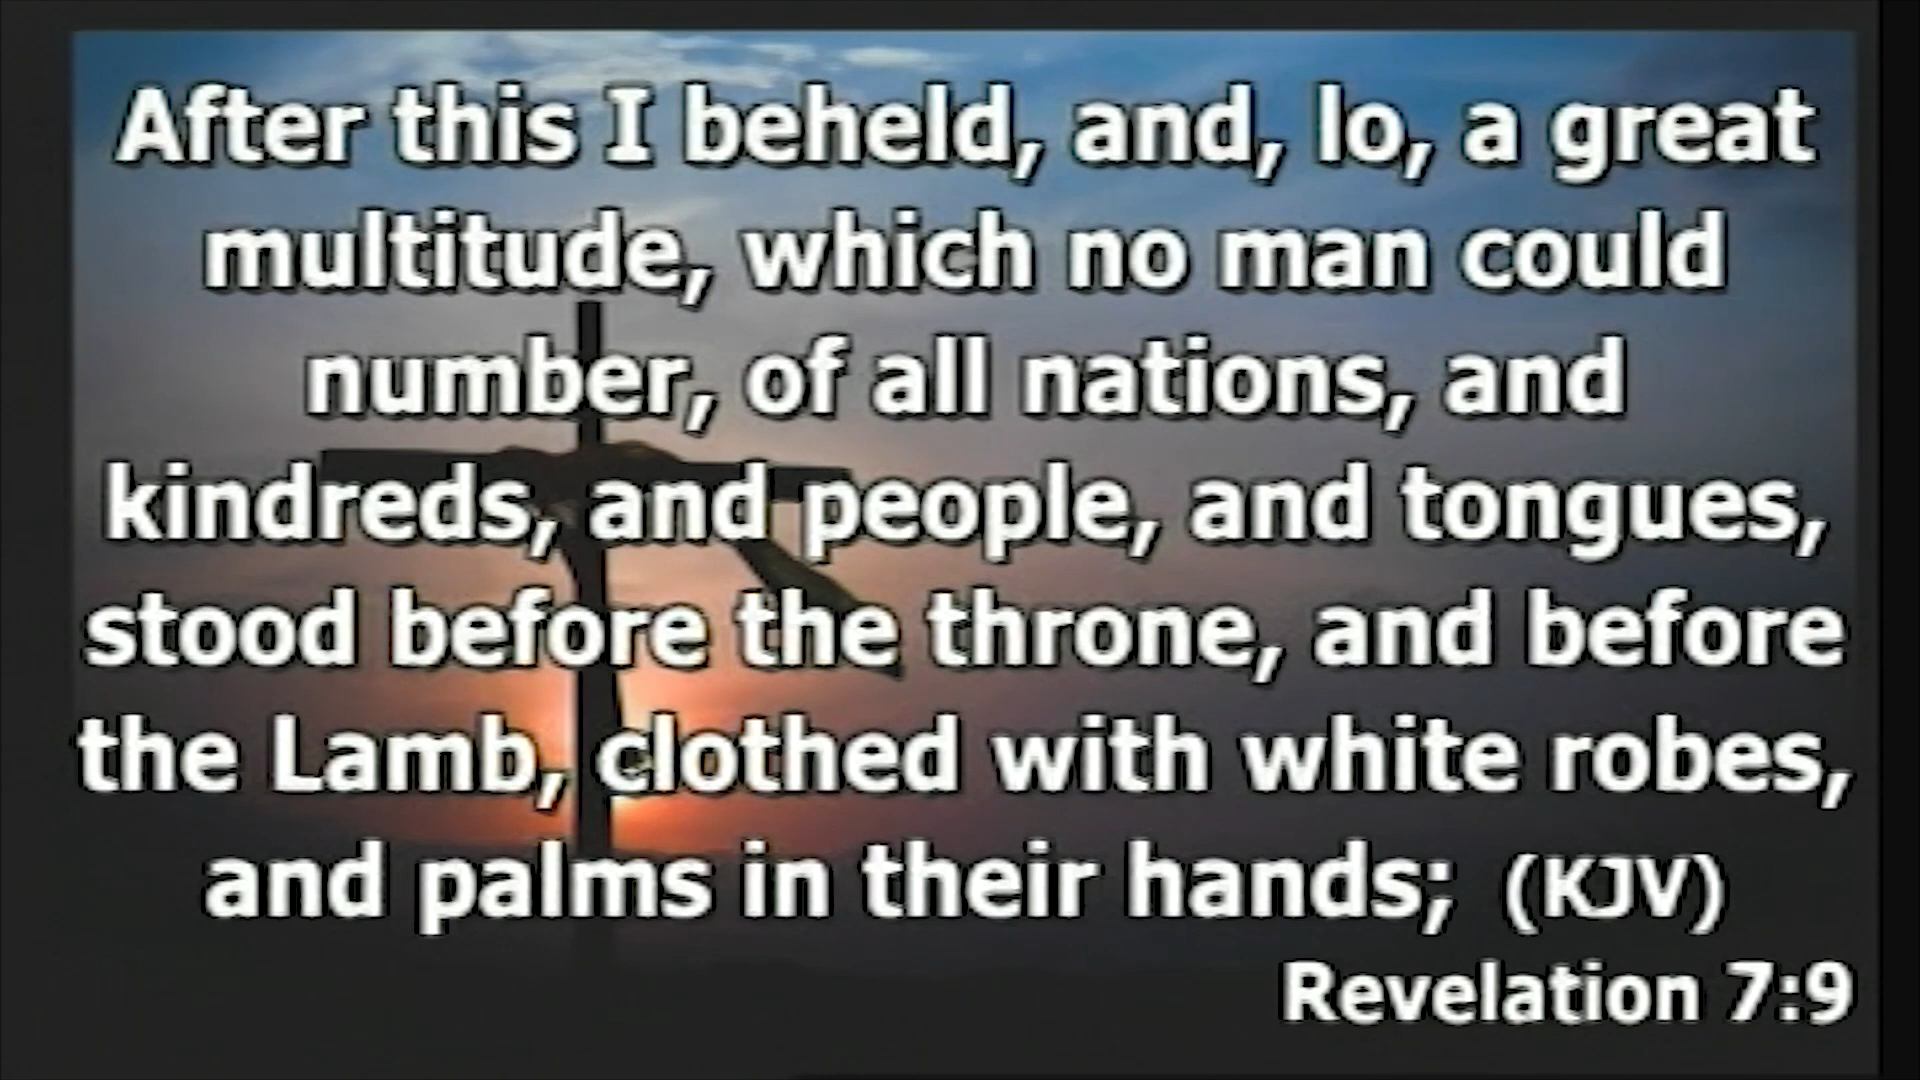 After this I beheld, and, lo, a great
multitude, which no man could
number, of all nations, and
kindreds, and people, and tongues,
stood before the throne, and before
the Lamb, clothed with white robes,
and palms in their hands; (KJV)
Revelation 7:9